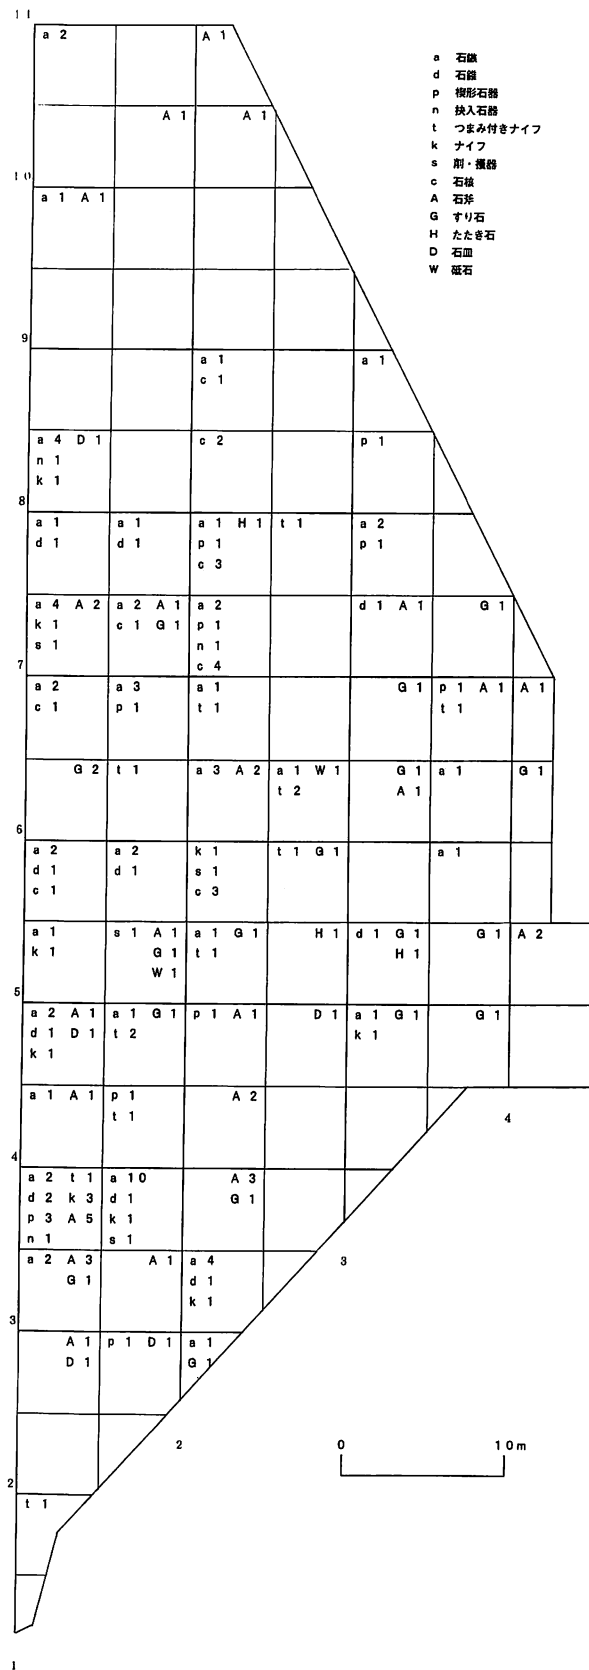 11
a 2 A 1
a 石鏃
d 石錐
p 楔形石器
n 抉入石器
t つまみ付きナイフ
k ナイフ
s 削・掻器
c 石核
A 石斧
G すり石
H たたき石
D 石皿
W 砥石
A 1 A 1
10
a 1 A 1
9
a 1 a 1
c 1
a 4 D 1 c 2 p 1
n 1
k 1
8
a 1 a 1 a 1 H 1 t 1 a 2
d 1 d 1 p 1 p 1
c 3
a 4 A 2 a 2 A 1 a 2 d 1 A 1 G 1
k 1 c 1 G 1 p 1
s 1 n 1
c 4
7
a 2 a 3 a 1 G 1 p 1 A 1 A 1
c 1 p 1 t 1 t 1
G 2 t 1 a 3 A 2 a 1 W 1 G 1 a 1 G 1
t 2 A 1
6
a 2 a 2 k 1 t 1 G 1 a 1
d 1 d 1 s 1
c 1 c 3
a 1 s 1 A 1 a 1 G 1 H 1 d 1 G 1 G 1 A 2
k 1 G 1 t 1 H 1
W 1
5
a 2 A 1 a 1 G 1 p 1 A 1 D 1 a 1 G 1 G 1
d 1 D 1 t 2 k 1
k 1
a 1 A 1 p 1 A 2
t 1
4
4
a 2 t 1 a 10 A 3
d 2 k 3 d 1 G 1
p 3 A 5 k 1
n 1 s 1
a 2 A 3 A 1 a 4
G 1 d 1
k 1
3
3
A 1 p 1 D 1 a 1
D 1 G 1
2
0 10m
2
t 1
1